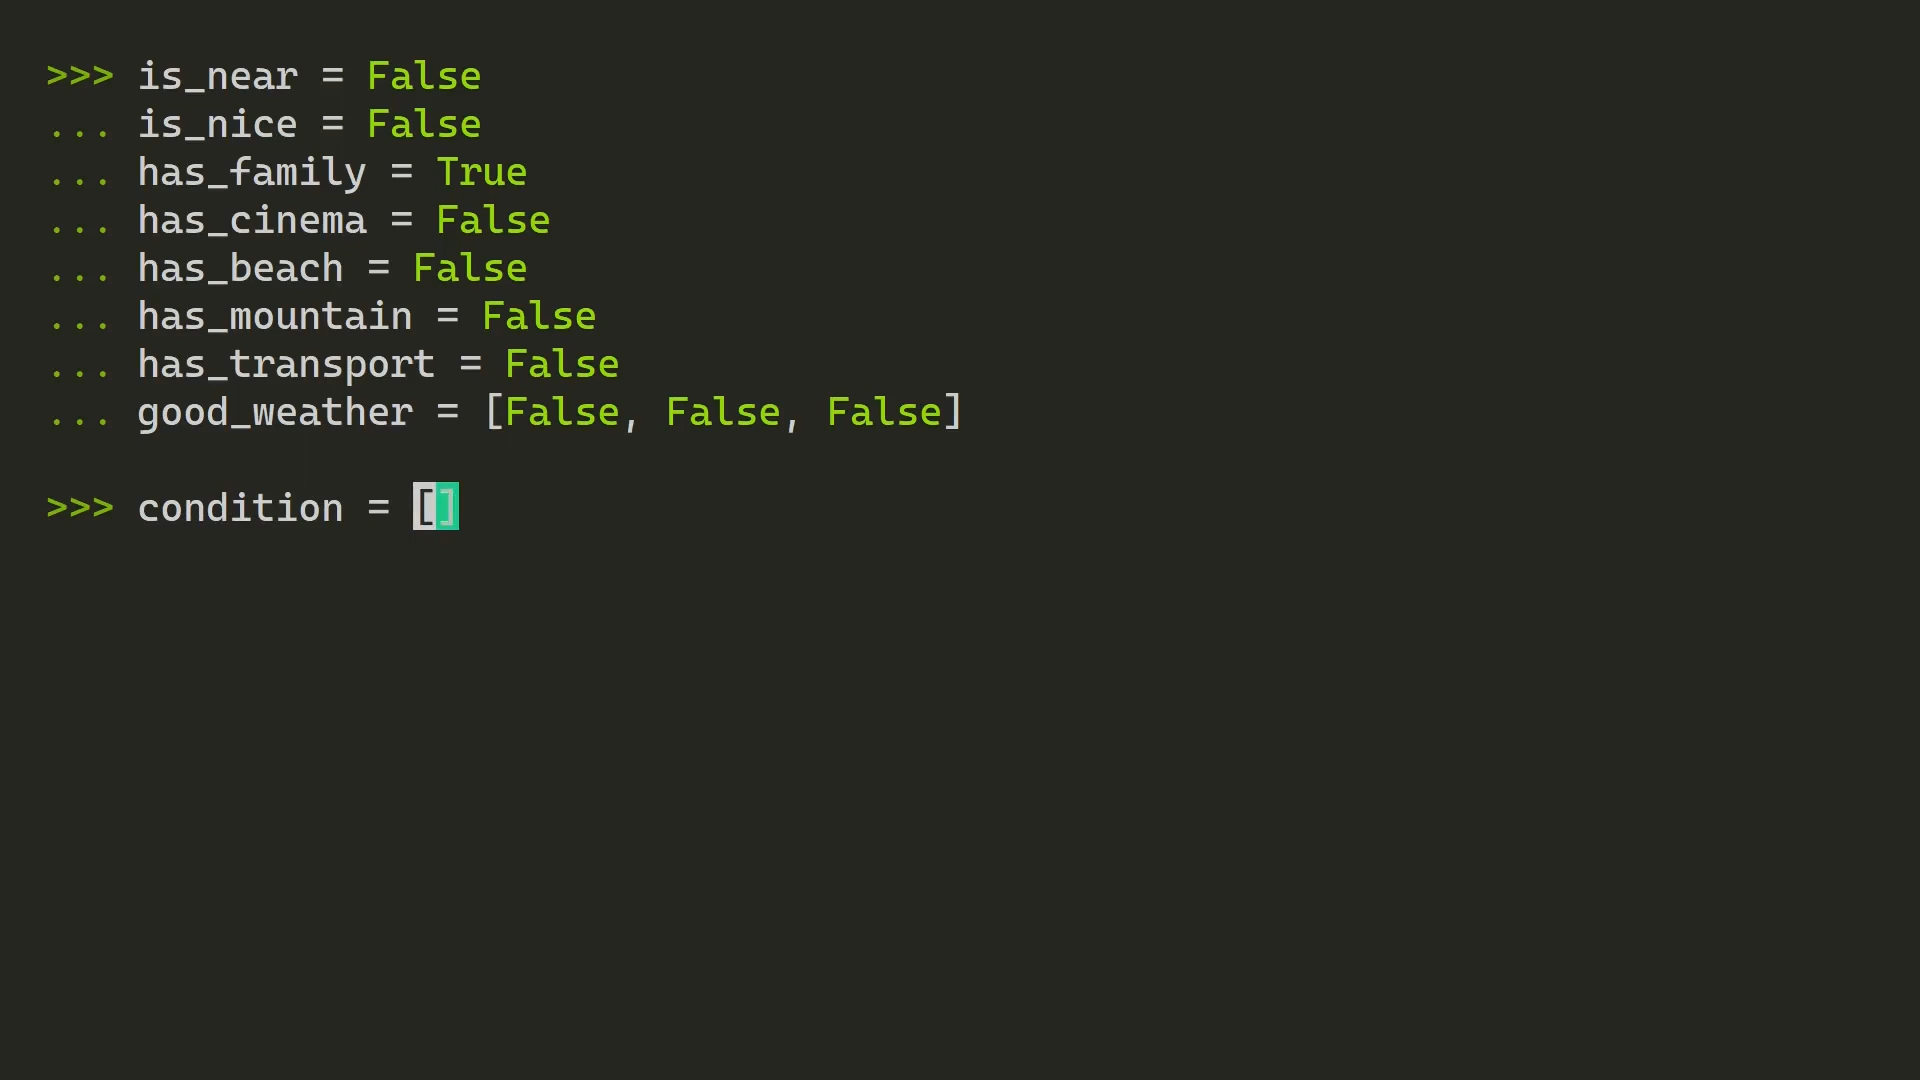 >>> is_near = False
... is_nice = False
... has_family = True
... has_cinema = False
... has_beach = False
... has_mountain = False
... has_transport = False
... good_weather = [False, False, False]
>>> condition = []